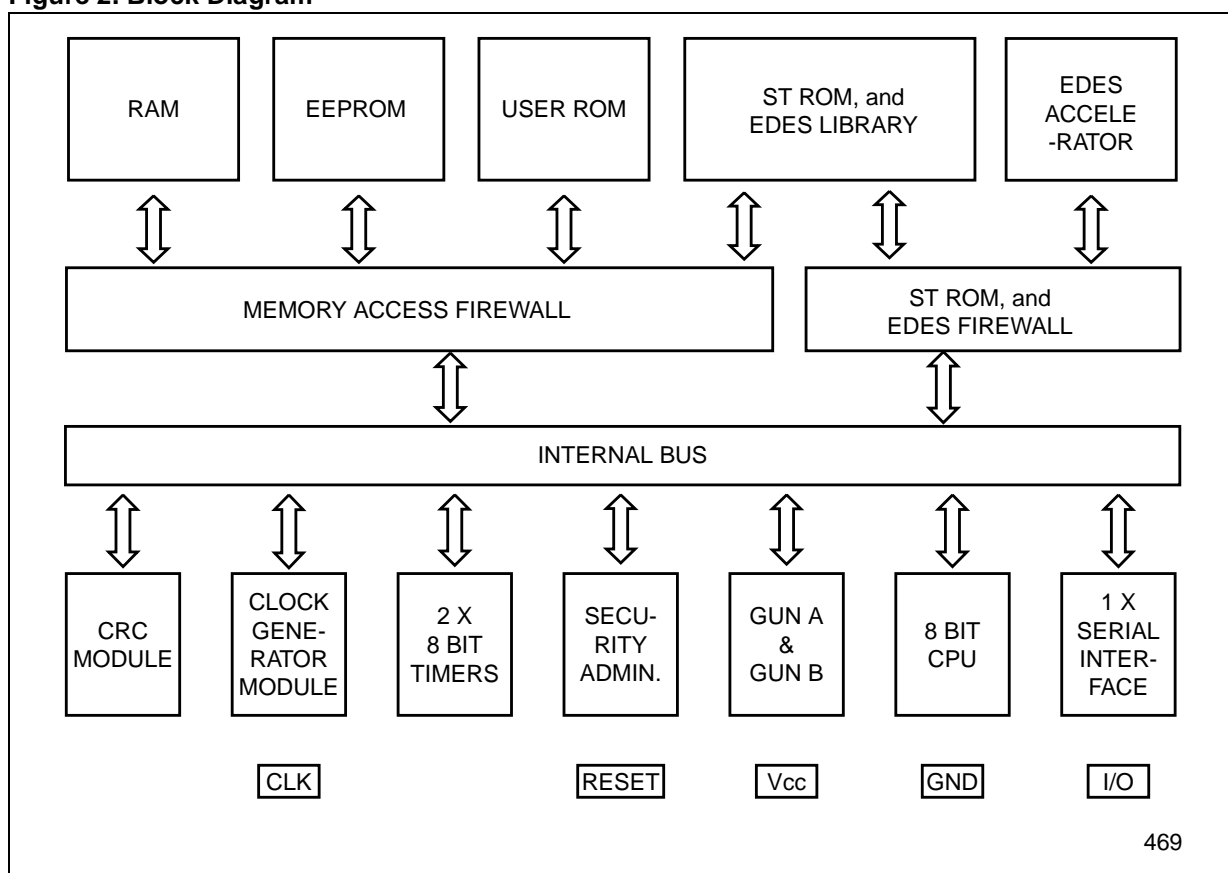 Figure 2. Block Diagram
RAM
EEPROM
USER ROM
ST ROM, and
EDES LIBRARY
EDES
ACCELE
-RATOR
MEMORY ACCESS FIREWALL
ST ROM, and
EDES FIREWALL
INTERNAL BUS
CRC
MODULE
CLOCK
GENE-
RATOR
MODULE
2 X
8 BIT
TIMERS
SECU-
RITY
ADMIN.
GUN A
&
GUN B
8 BIT
CPU
1 X
SERIAL
INTER-
FACE
CLK
RESET
Vcc
GND
I/O
469